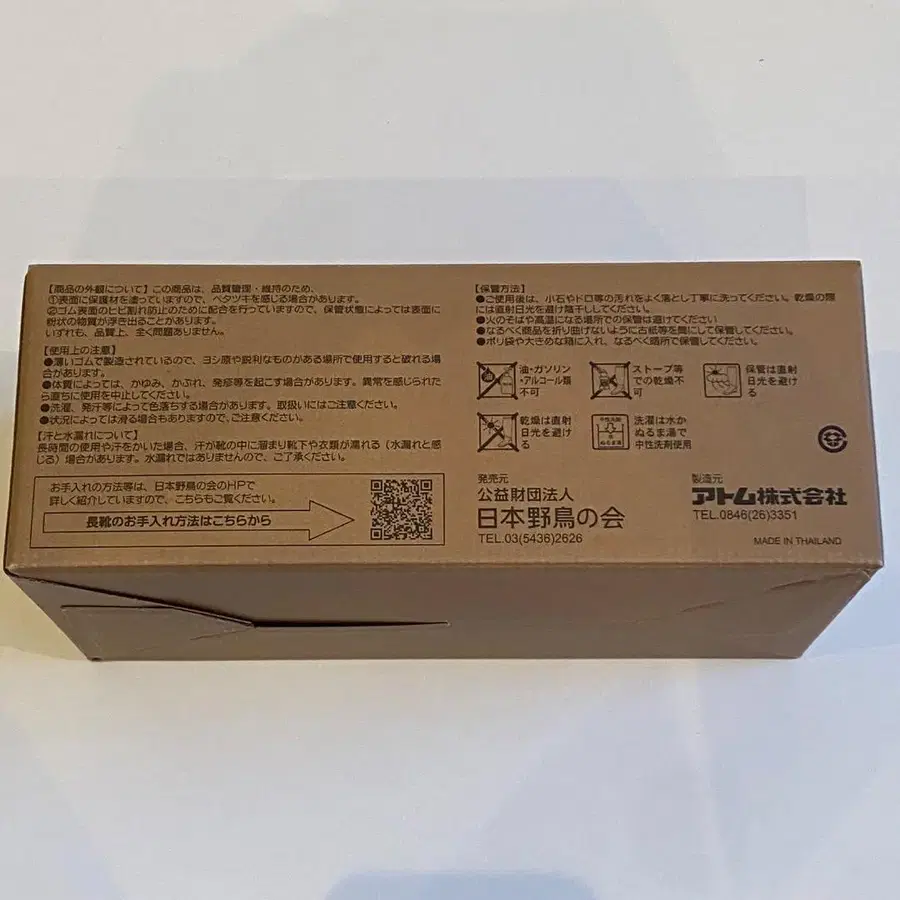 【商品の外観について】この商品は、品質管理・維持のため、
①表面に保護材を塗っていますので、ベタツキを感じる場合があります。
②ゴム表面のヒビ割れ防止のために配合を行っていますので、保管状態によっては表面に
粉状の物質が浮き出ることがあります。
いずれも、品質上、全く問題ありません。
【使用上の注意】
●薄いゴムで製造されているので、ヨシ原や鋭利なものがある場所で使用すると破れる場
合があります。
●体質によっては、かゆみ、かぶれ、発疹等を起こす場合があります。異常を感じられた
ら直ちに使用を中止してください。
●洗濯、発汗等によって色落ちする場合があります。取扱いにはご注意ください。
●状況によっては滑る場合もありますので、ご注意ください。
【汗と水漏れについて】
長時間の使用や汗をかいた場合、汗が靴の中に溜まり靴下や衣類が濡れる（水漏れと感
じる）場合があります。水漏れではありませんので、ご了承ください。
お手入れの方法等は、日本野鳥の会のHPで
詳しく紹介していますので、こちらもご覧ください。
長靴のお手入れ方法はこちらから
【保管方法】
●ご使用後は、小石やドロ等の汚れをよく落とし丁寧に洗ってください。乾燥の際
には直射日光を避け陰干ししてください。
●火のそばや高温になる場所での保管は避けてください
●なるべく商品を折り曲げないように古紙等を筒にして保管してください。
●ポリ袋や大きめな箱に入れ、なるべく暗所で保管してください。
油・ガソリン
・アルコール類
不可
ストーブ等
での乾燥不
可
保管は直射
日光を避け
る
乾燥は直射
日光を避け
る
中性洗剤
ぬるま湯
洗濯は水か
ぬるま湯で
中性洗剤使用
発売元
公益財団法人
日本野鳥の会
TEL.03(5436)2626
製造元
アトム株式会社
TEL.0846(26)3351
MADE IN THAILAND